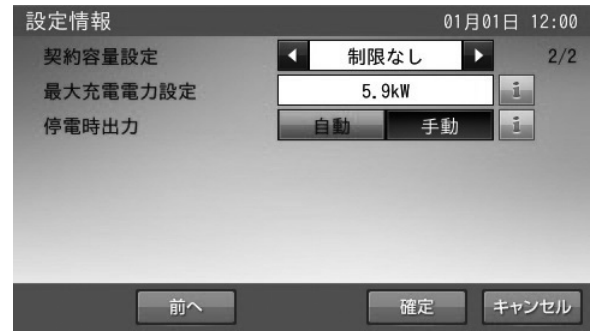 設定情報 01月01日 12:00
契約容量設定 ◀ 制限なし ▶ 2/2
最大充電電力設定 5.9kW i
停電時出力 自動 手動 i
前へ 確定 キャンセル